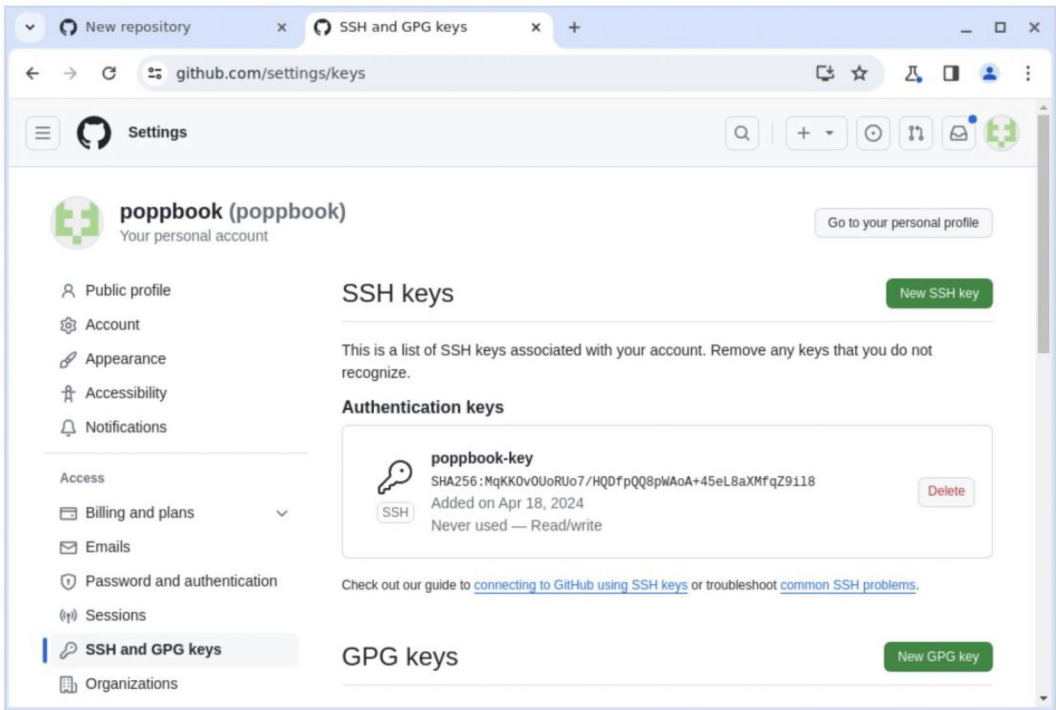 New repository
SSH and GPG keys
github.com/settings/keys
Settings
poppbook (poppbook)
Your personal account
Go to your personal profile
Public profile
Account
Appearance
Accessibility
Notifications
Access
Billing and plans
Emails
Password and authentication
Sessions
SSH and GPG keys
Organizations
SSH keys
New SSH key
This is a list of SSH keys associated with your account. Remove any keys that you do not
recognize.
Authentication keys
poppbook-key
SHA256:MqKKOvOUoRUo7/HQDfpQQ8pWAoA+45eL8aXMfqZ9il8
SSH
Added on Apr 18, 2024
Never used — Read/write
Delete
Check out our guide to connecting to GitHub using SSH keys or troubleshoot common SSH problems.
GPG keys
New GPG key